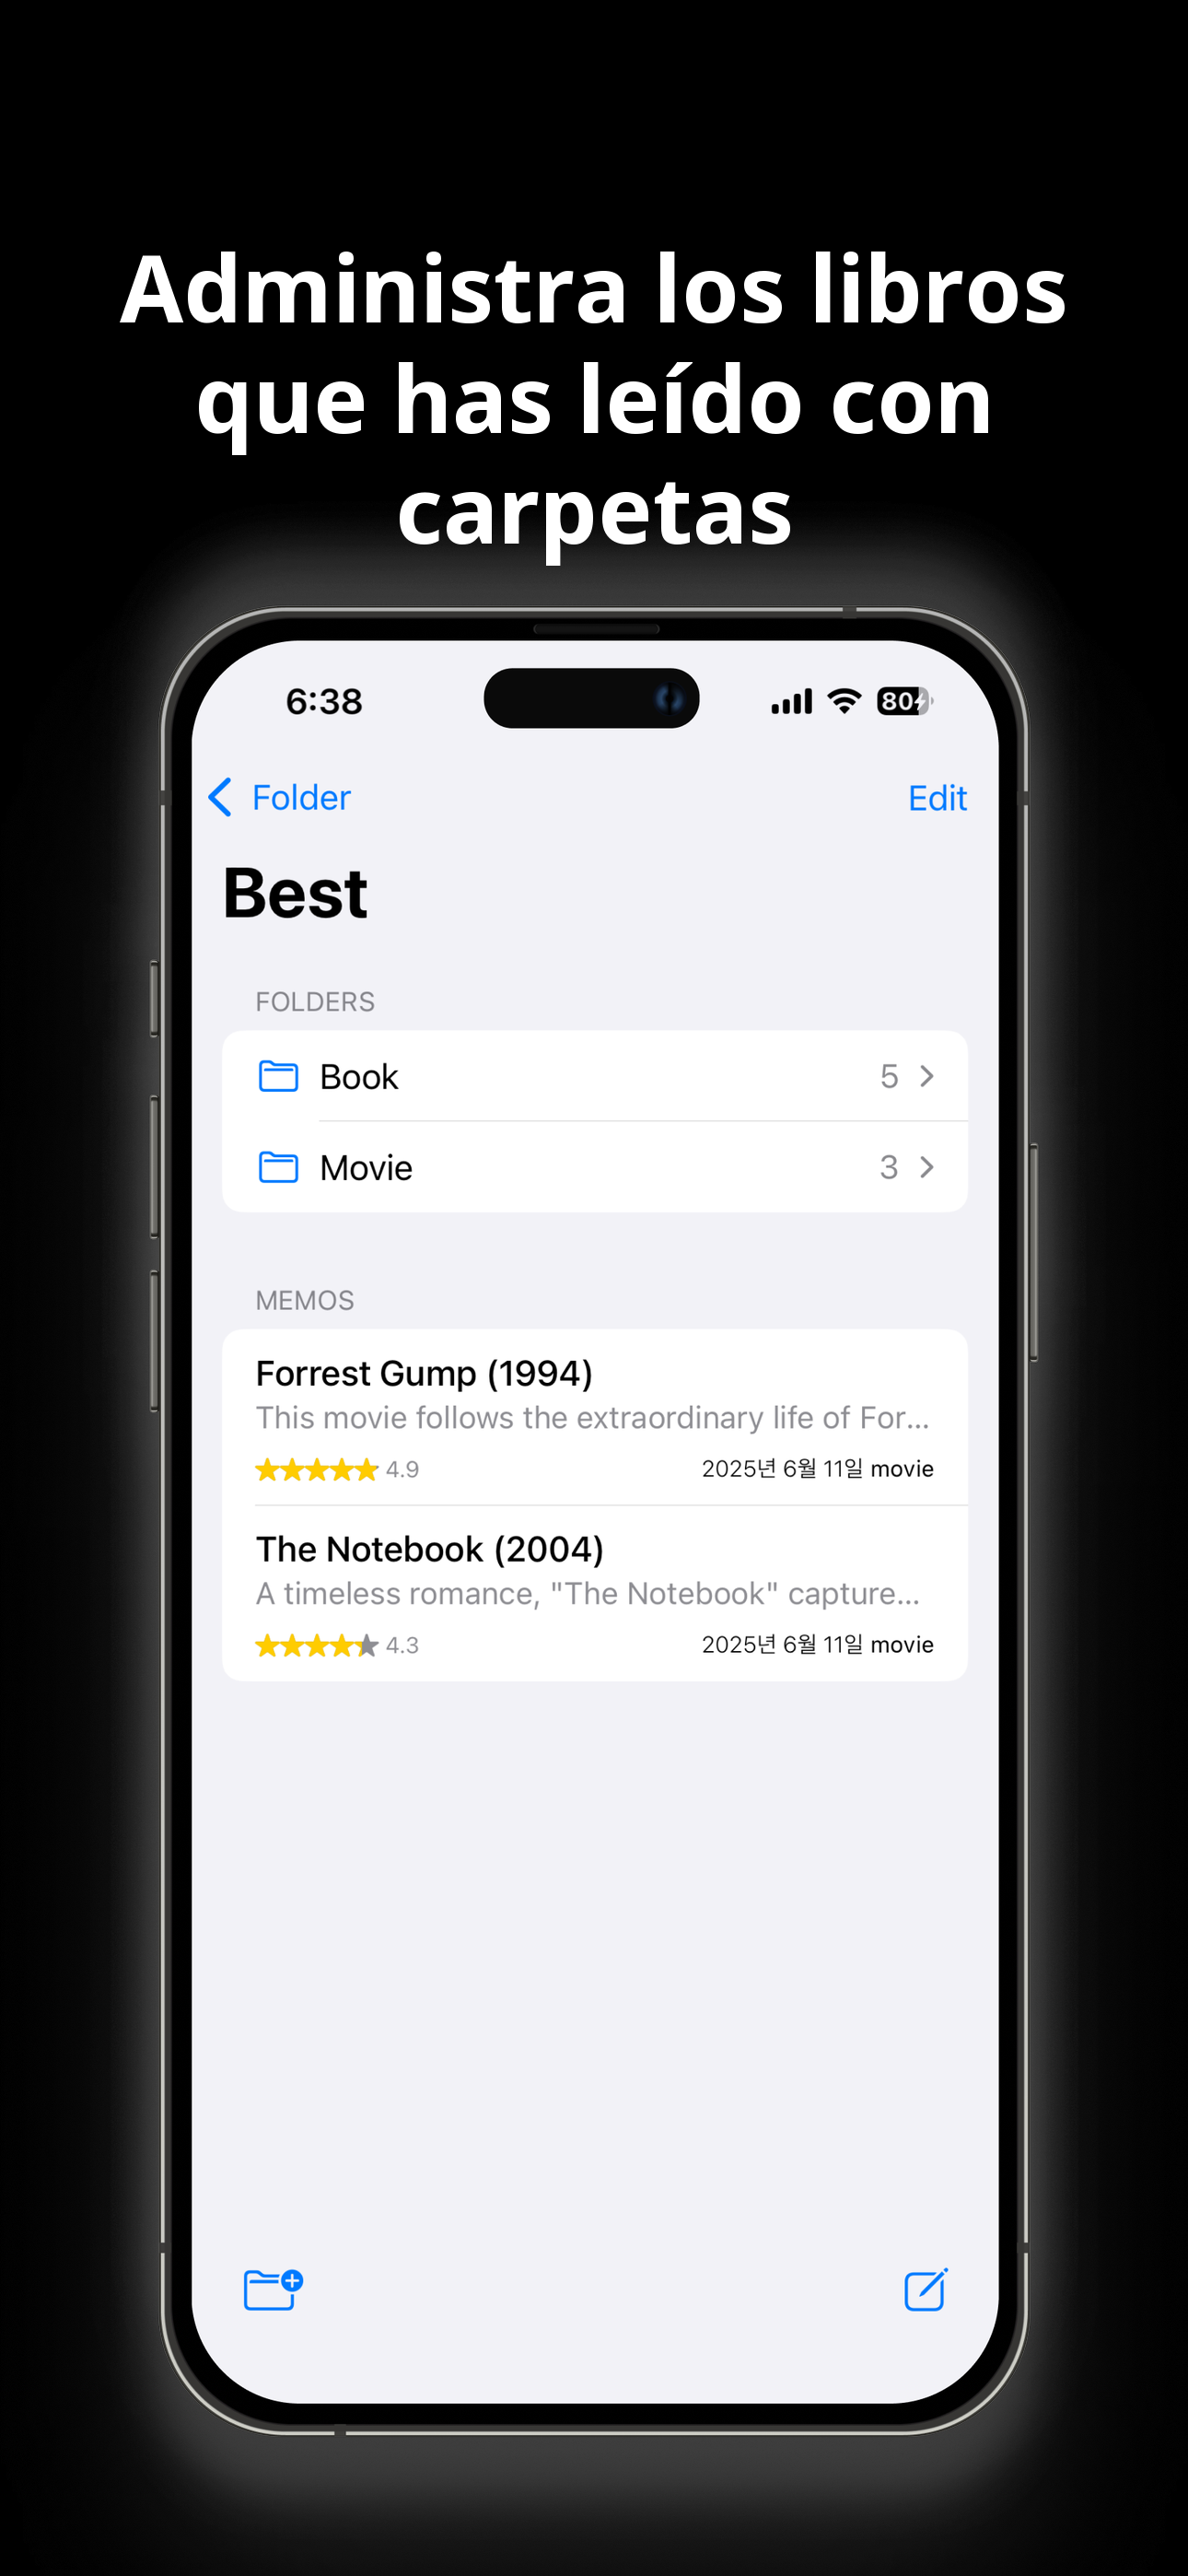 Administra los libros
que has leído con
carpetas
6:38
80
Folder
Edit
Best
FOLDERS
Book 5
Movie 3
MEMOS
Forrest Gump (1994)
This movie follows the extraordinary life of For...
4.9 2025년 6월 11일 movie
The Notebook (2004)
A timeless romance, "The Notebook" capture...
4.3 2025년 6월 11일 movie